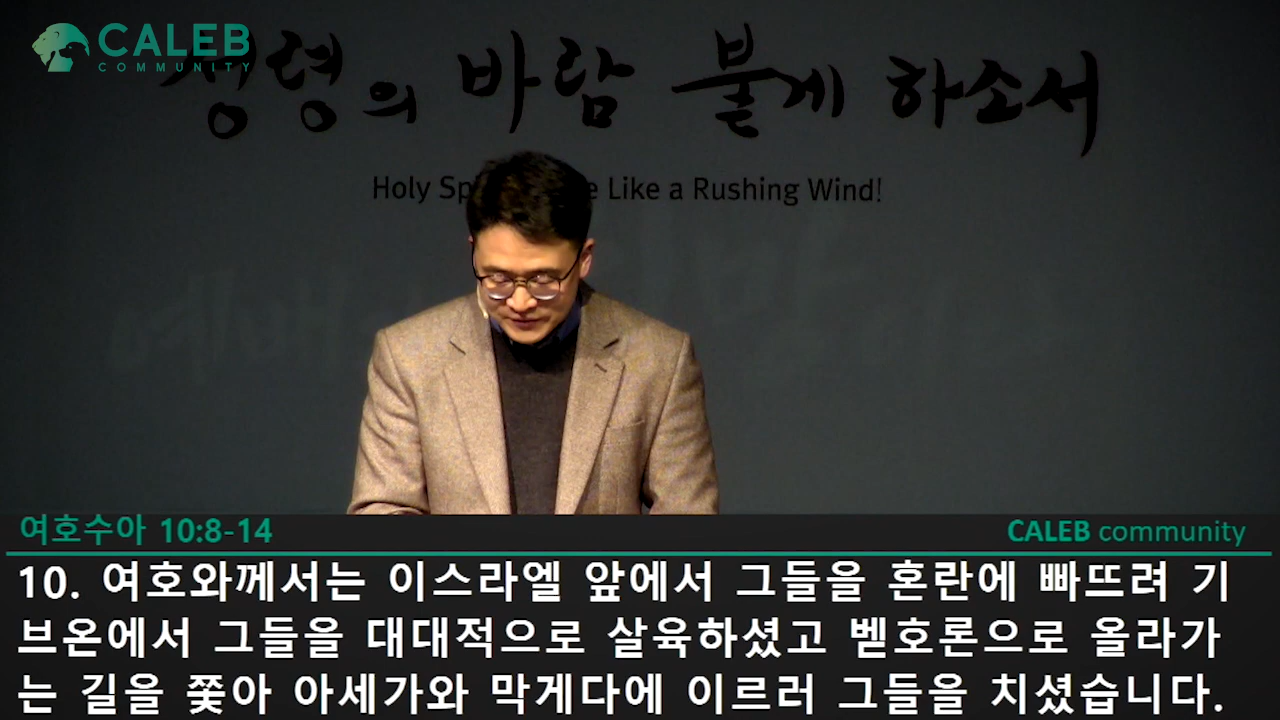 CALEB
COMMUNITY
성령의 바람 불게 하소서
Holy Like a Rushing Wind!
여호수아 10:8-14
CALEB community
10. 여호와께서는 이스라엘 앞에서 그들을 혼란에 빠뜨려 기
브온에서 그들을 대대적으로 살육하셨고 벧호론으로 올라가
는 길을 쫓아 아세가와 막게다에 이르러 그들을 치셨습니다.